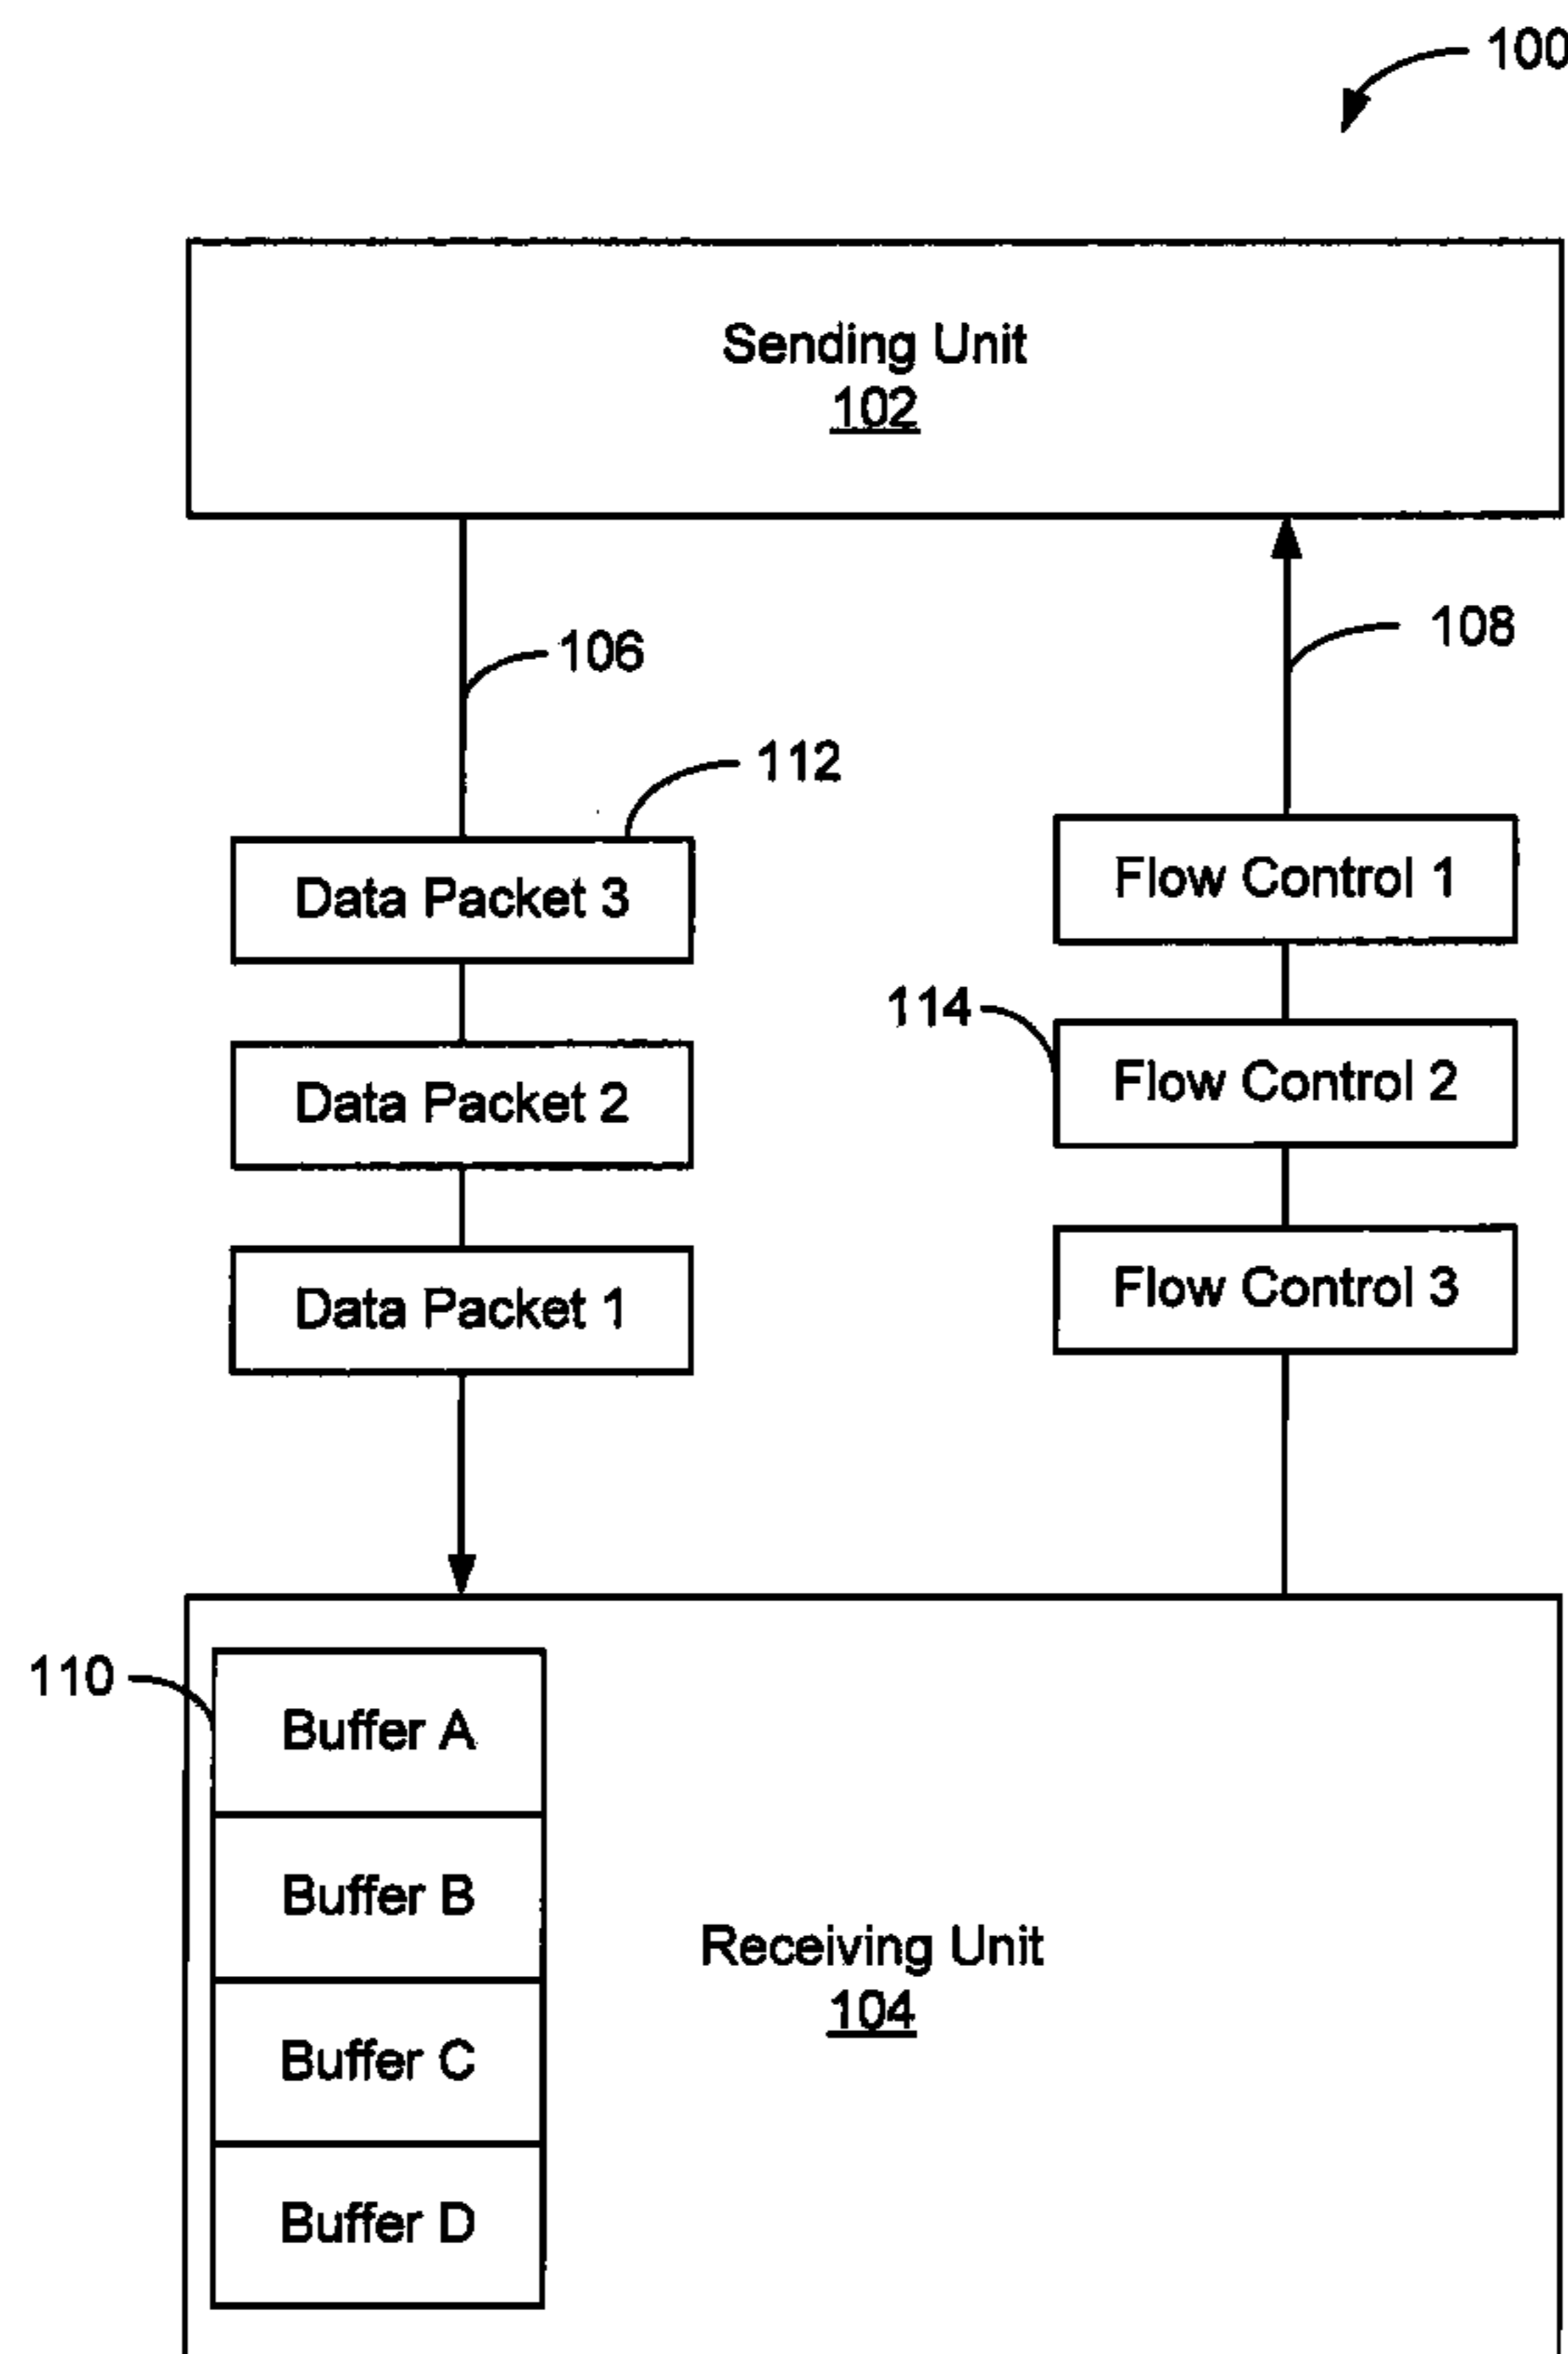 100
Sending Unit
102
106
108
112
Data Packet 3
Flow Control 1
114
Data Packet 2
Flow Control 2
Data Packet 1
Flow Control 3
110
Buffer A
Buffer B
Receiving Unit
104
Buffer C
Buffer D